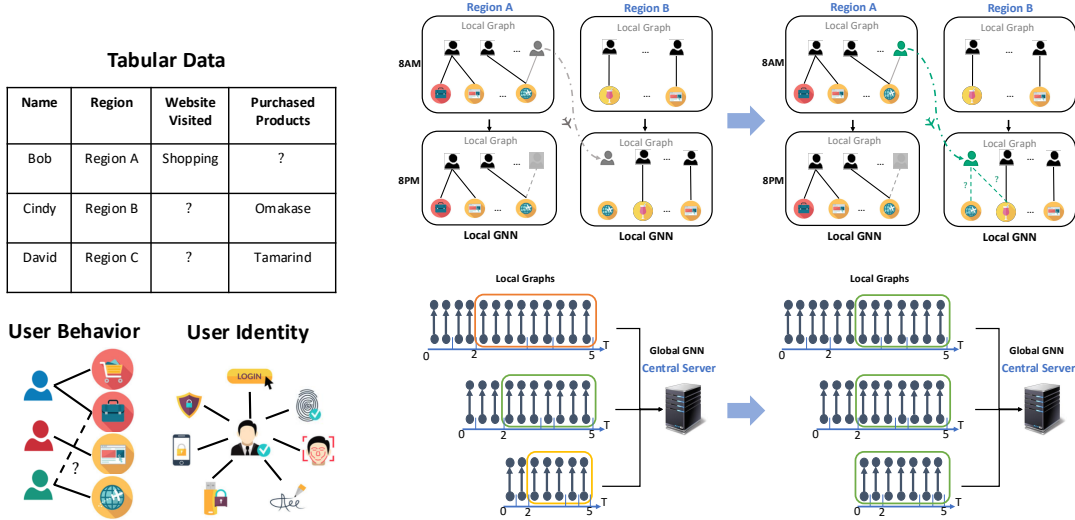 Tabular Data
Name Region Website Visited Purchased Products
Bob Region A Shopping ?
Cindy Region B ? Omakase
David Region C ? Tamarind
User Behavior
?
User Identity
LOGIN
Region A Region B
Local Graph Local Graph
... ...
8AM
... ...
Local Graph Local Graph
... ...
8PM
... ...
Local GNN Local GNN
Region A Region B
Local Graph Local Graph
... ...
8AM
... ...
Local Graph Local Graph
... ...
8PM
? ?
... ...
Local GNN Local GNN
Local Graphs
0 2 5 T
Global GNN
Central Server
0 2 5 T
0 2 5 T
Local Graphs
0 2 5 T
Global GNN
Central Server
0 2 5 T
0 2 5 T